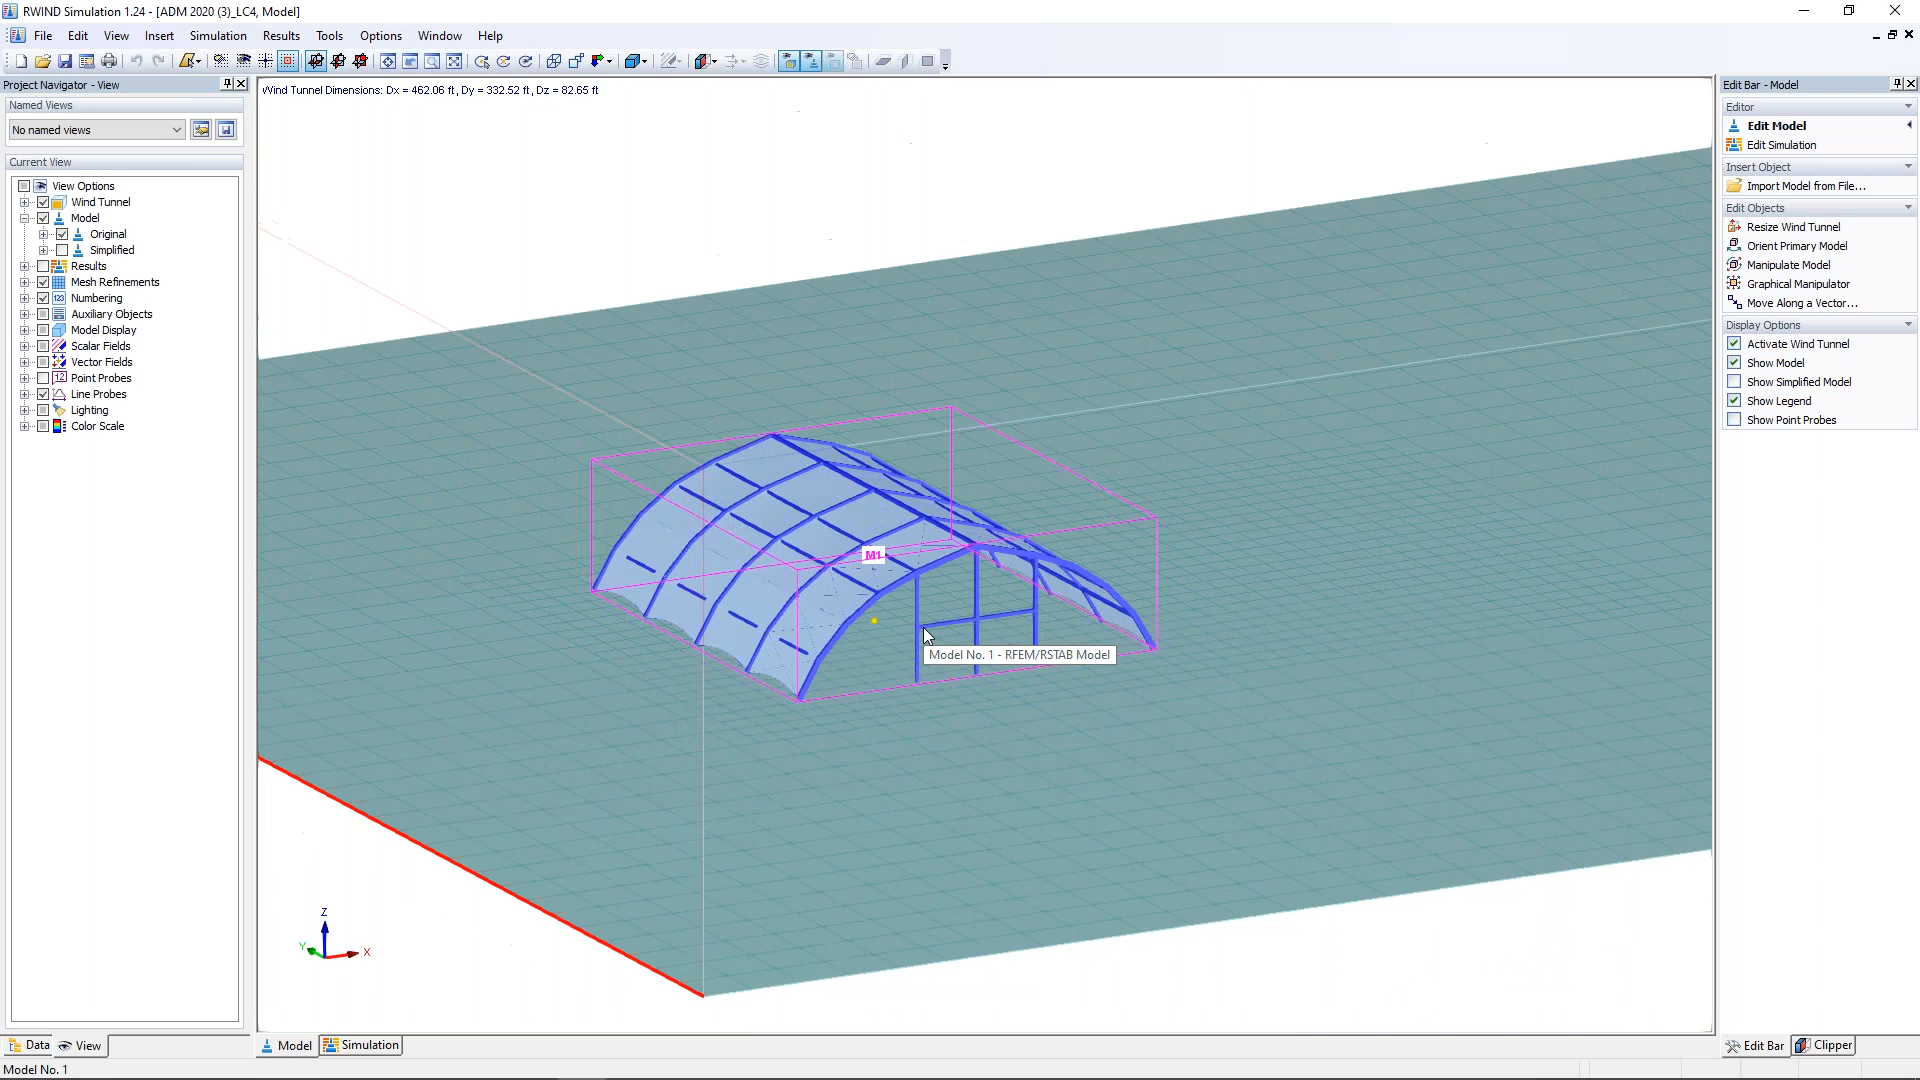 RWIND Simulation 1.24 - [ADM 2020 (3)_LC4, Model]
File Edit View Insert Simulation Results Tools Options Window Help
Project Navigator - View
Named Views
No named views
Current View
View Options
Wind Tunnel
Model
Original
Simplified
Results
Mesh Refinements
123 Numbering
Auxiliary Objects
Model Display
Scalar Fields
Vector Fields
12 Point Probes
Line Probes
Lighting
Color Scale
Data View
Wind Tunnel Dimensions: Dx = 462.06 ft, Dy = 332.52 ft, Dz = 82.65 ft
M1
Model No. 1 - RFEM/RSTAB Model
Z
Y
X
Model Simulation
Edit Bar - Model
Editor
Edit Model
Edit Simulation
Insert Object
Import Model from File...
Edit Objects
Resize Wind Tunnel
Orient Primary Model
Manipulate Model
Graphical Manipulator
Move Along a Vector...
Display Options
Activate Wind Tunnel
Show Model
Show Simplified Model
Show Legend
Show Point Probes
Edit Bar Clipper
Model No. 1